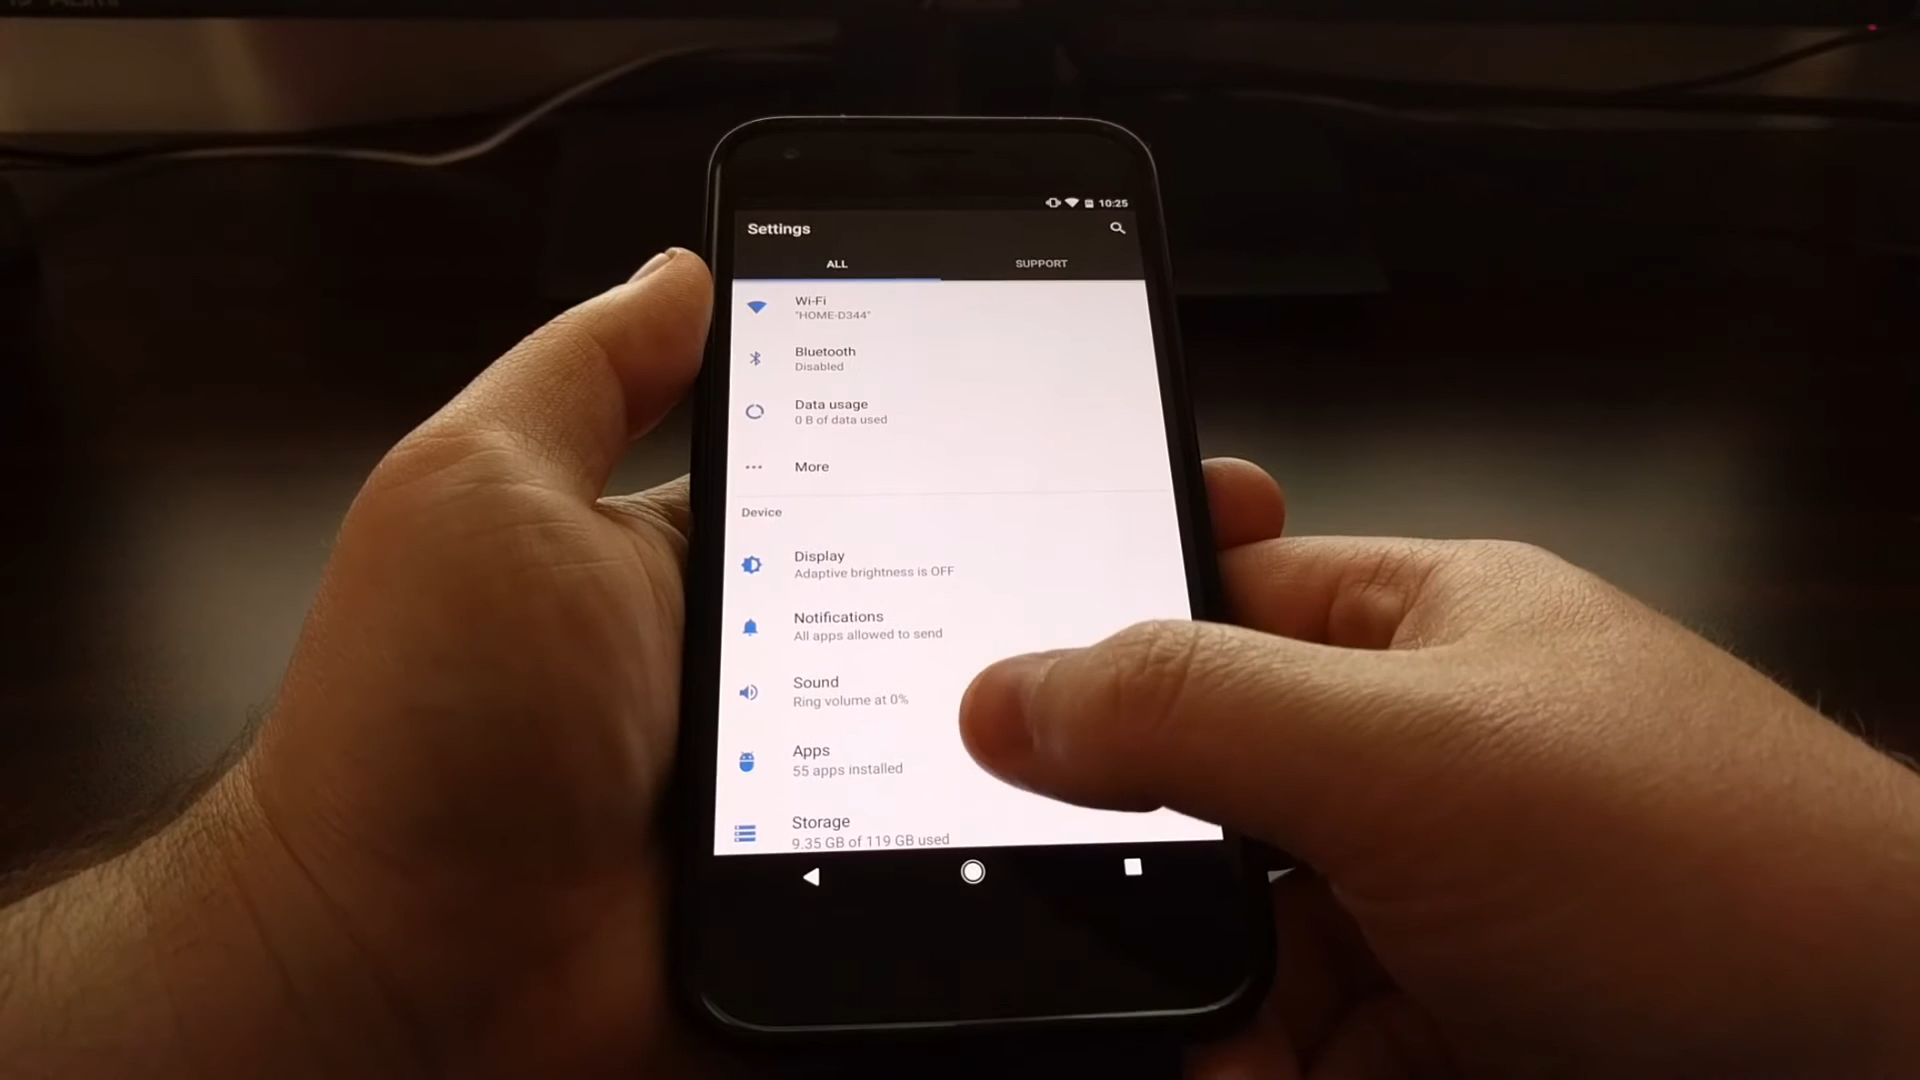 10:25
Settings
ALL
SUPPORT
Wi-Fi
"HOME-D344"
Bluetooth
Disabled
Data usage
0 B of data used
More
Device
Display
Adaptive brightness is OFF
Notifications
All apps allowed to send
Sound
Ring volume at 0%
Apps
55 apps installed
Storage
9.35 GB of 119 GB used